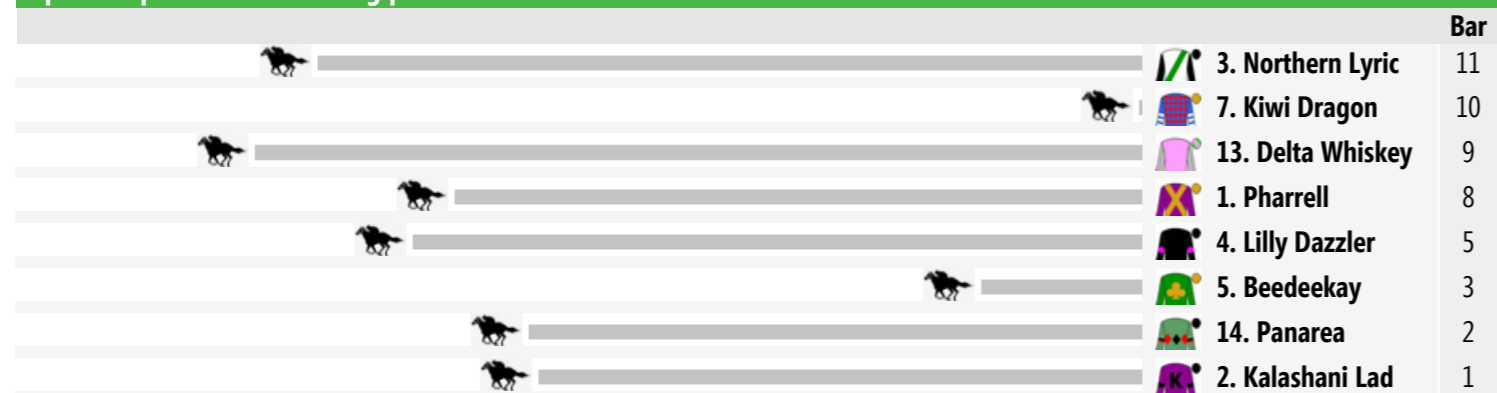 Bar
3. Northern Lyric 11
7. Kiwi Dragon 10
13. Delta Whiskey 9
1. Pharrell 8
4. Lilly Dazzler 5
5. Beedeekay 3
14. Panarea 2
K 2. Kalashani Lad 1